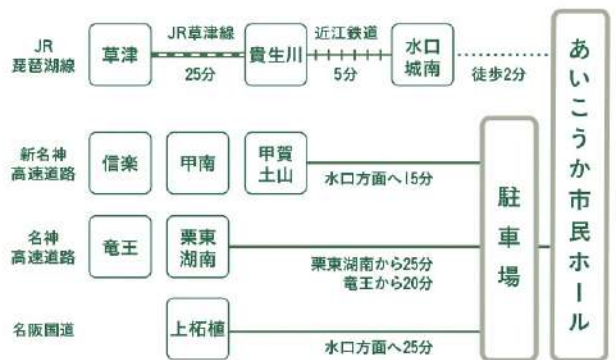 JR
琵琶湖線
草津
JR草津線
25分
貴生川
近江鉄道
5分
水口
城南
徒歩2分
あいこうか市民ホール
新名神
高速道路
信楽
甲南
甲賀
土山
水口方面へ15分
駐車場
名神
高速道路
竜王
栗東
湖南
栗東湖南から25分
竜王から20分
名阪国道
上柘植
水口方面へ25分